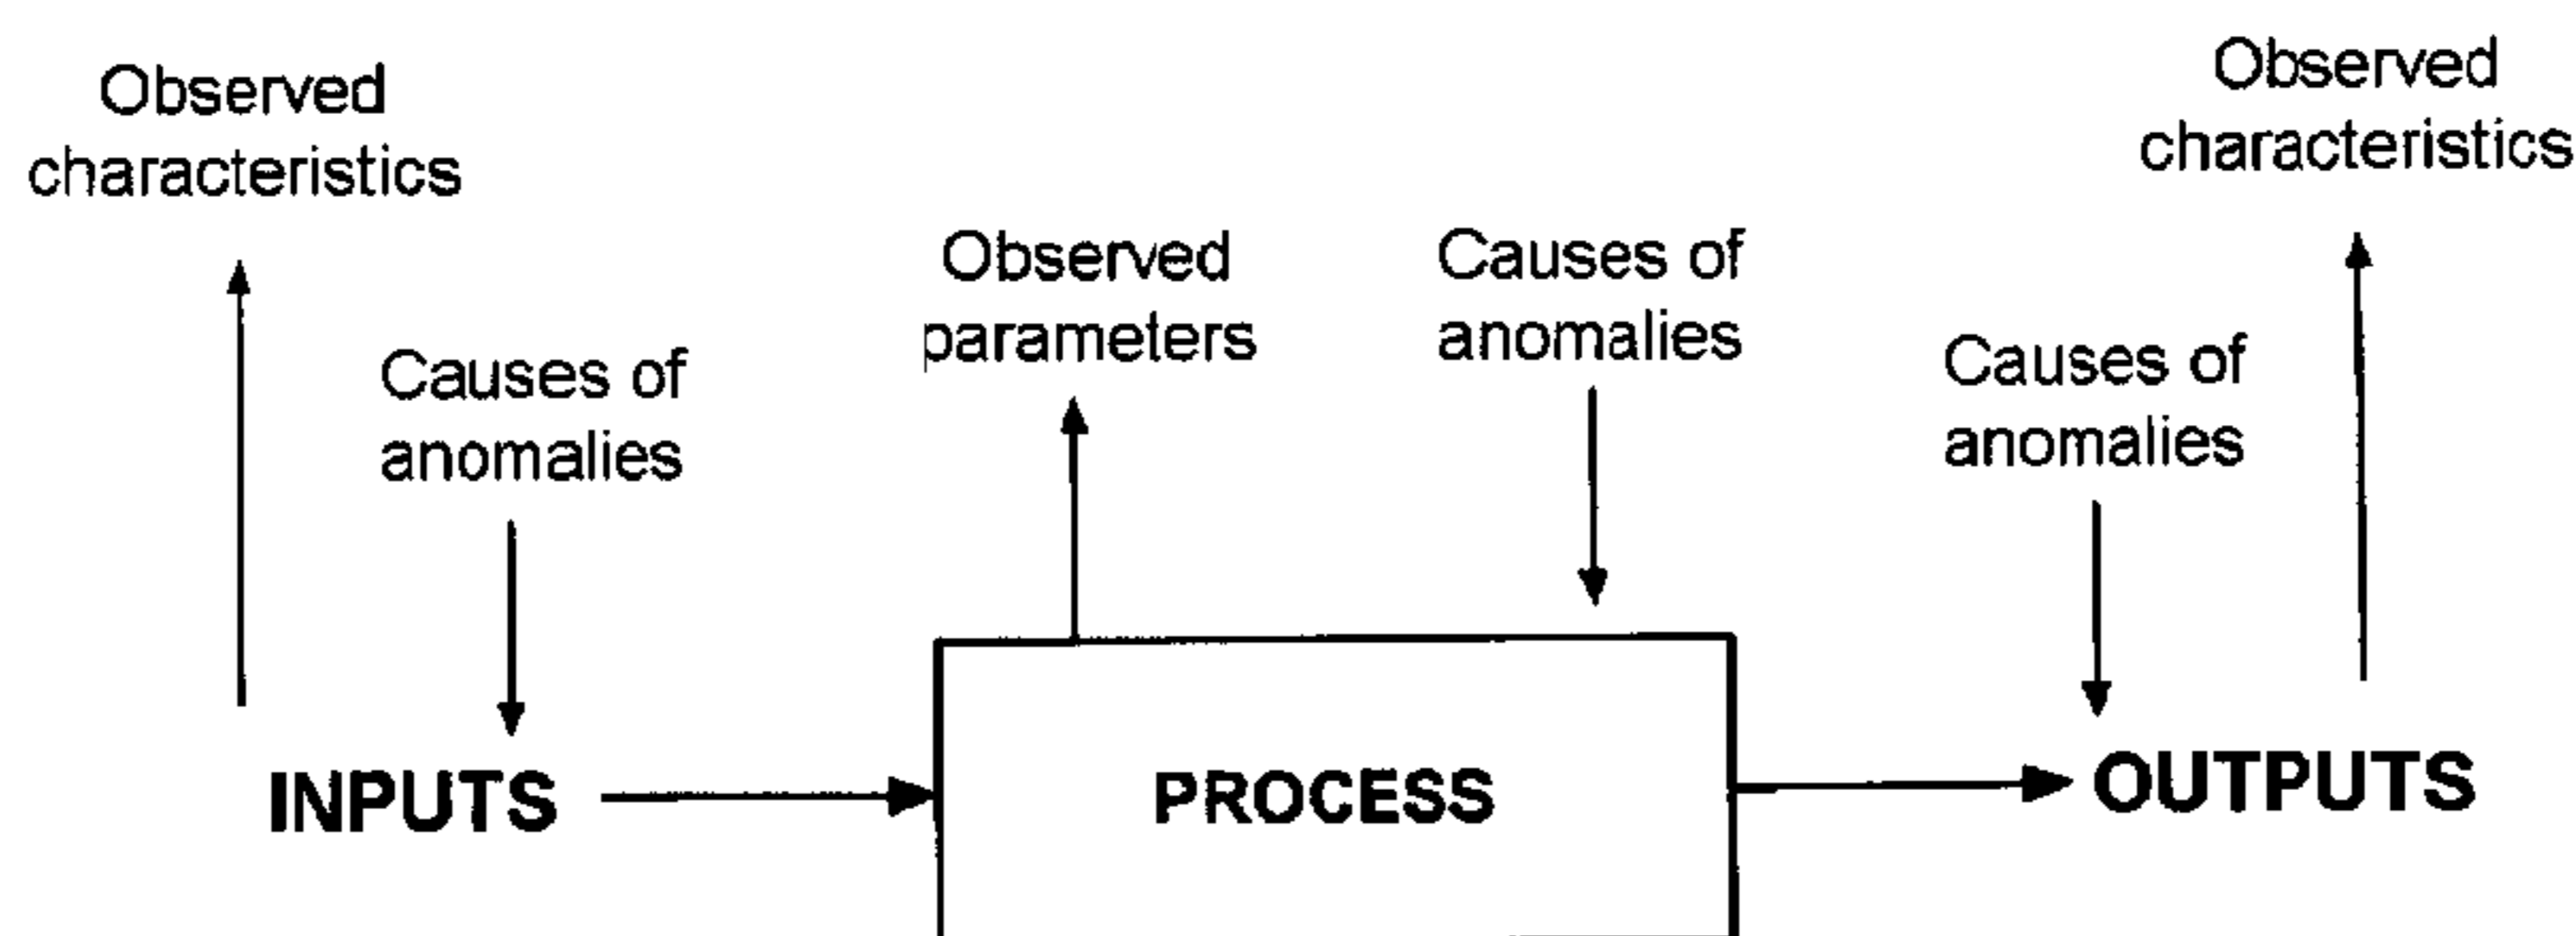 Observed
characteristics
Causes of
anomalies
Observed
parameters
Causes of
anomalies
Causes of
anomalies
Observed
characteristics
INPUTS
PROCESS
OUTPUTS